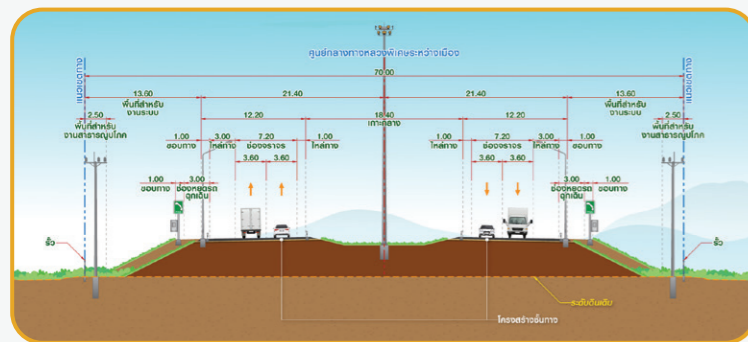 ศูนย์กลางทางหลวงพิเศษระหว่างเมือง
แนวเขตทาง
แนวเขตทาง
70.00
13.60
21.40
21.40
13.60
พื้นที่สำหรับ
งานระบบ
พื้นที่สำหรับ
งานระบบ
2.50
พื้นที่สำหรับ
งานสาธารณูปโภค
12.20
18.40
เกาะกลาง
12.20
2.50
พื้นที่สำหรับ
งานสาธารณูปโภค
1.00
ขอบทาง
3.00
ไหล่ทาง
7.20
ช่องจราจร
1.00
ไหล่ทาง
1.00
ไหล่ทาง
7.20
ช่องจราจร
3.00
ไหล่ทาง
1.00
ขอบทาง
3.60
3.60
3.60
3.60
1.00
ขอบทาง
3.00
ช่องหยุดรถ
ฉุกเฉิน
3.00
ช่องหยุดรถ
ฉุกเฉิน
1.00
ขอบทาง
รั้ว
รั้ว
ระดับดินเดิม
โครงสร้างชั้นทาง